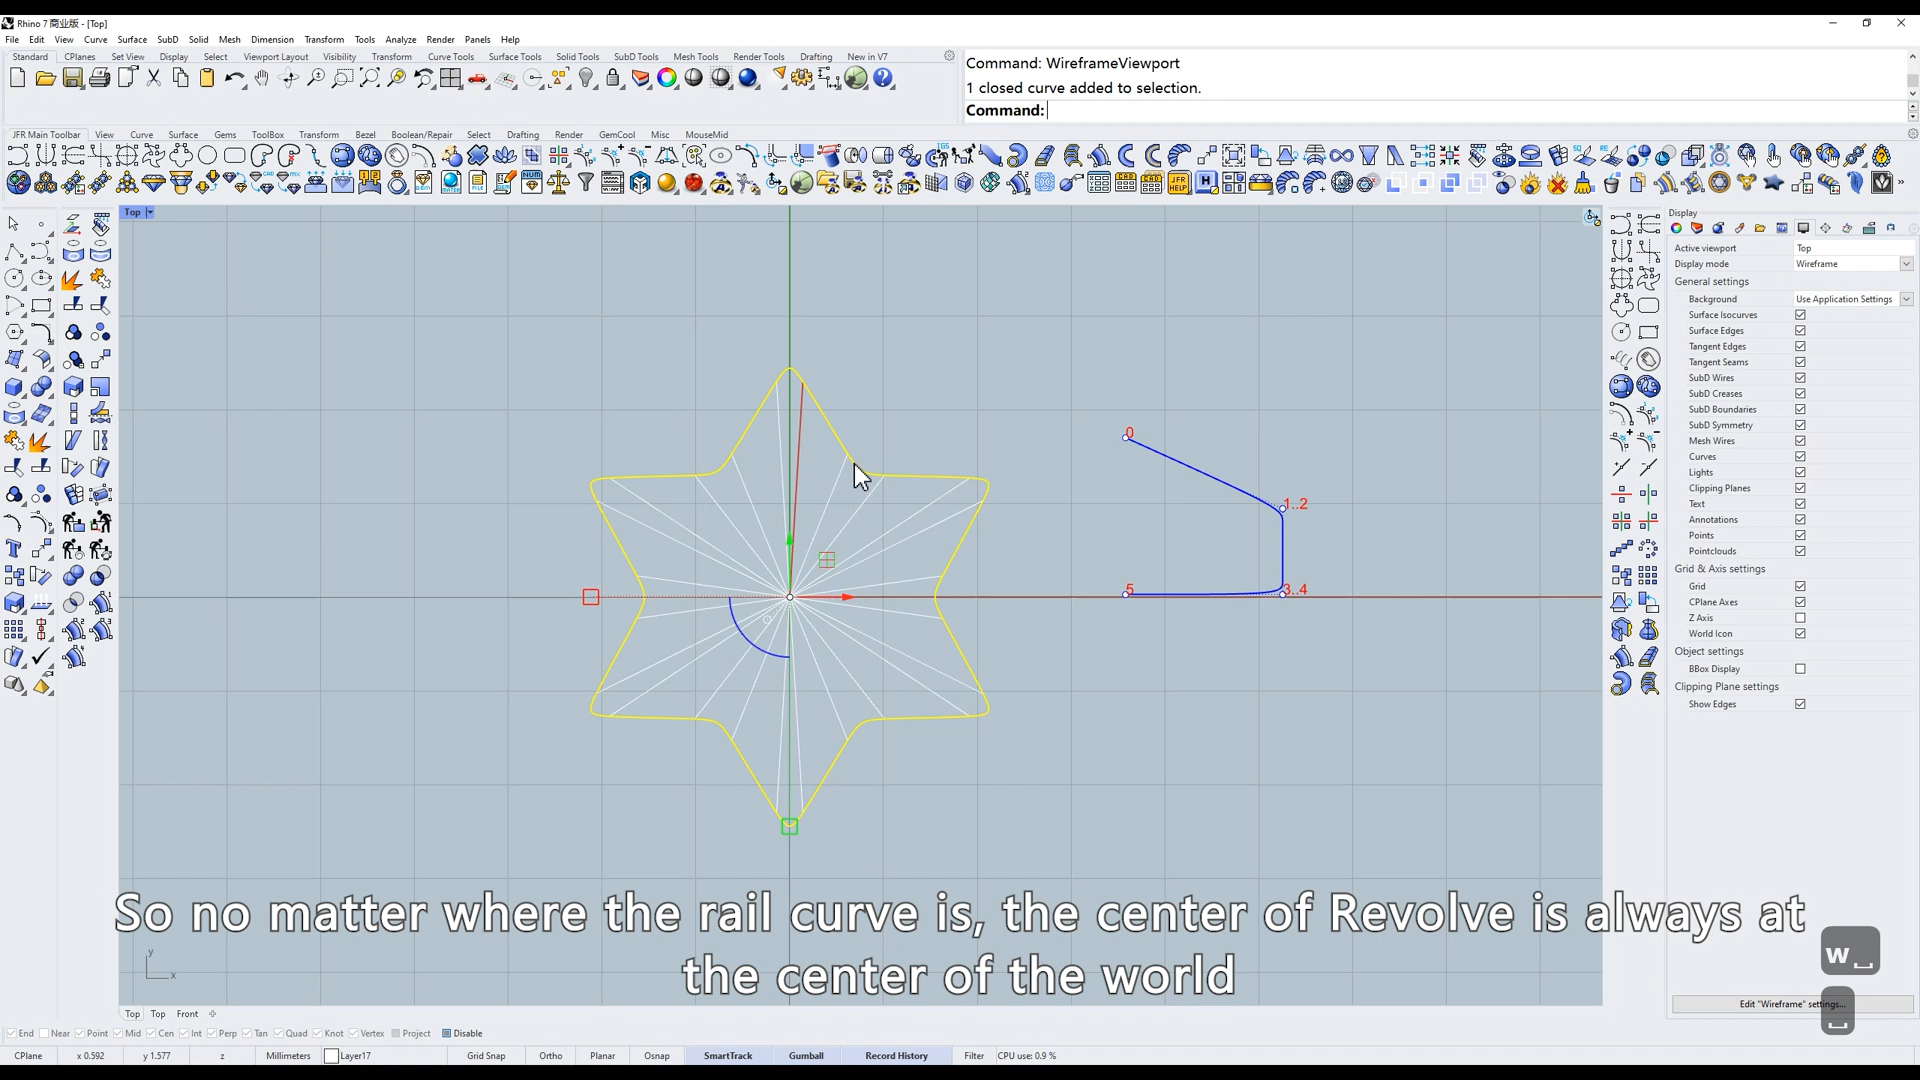 Rhino 7 商业版 - [Top]
File Edit View Curve Surface SubD Solid Mesh Dimension Transform Tools Analyze Render Panels Help
Standard CPlanes Set View Display Select Viewport Layout Visibility Transform Curve Tools Surface Tools Solid Tools SubD Tools Mesh Tools Render Tools Drafting New in V7
Command: WireframeViewport
1 closed curve added to selection.
Command:
JFR Main Toolbar View Curve Surface Gems ToolBox Transform Bezel Boolean/Repair Select Drafting Render GemCool Misc MouseMid
Top
Display
Active viewport Top
Display mode Wireframe
General settings
Background Use Application Settings
Surface Isocurves
Surface Edges
Tangent Edges
Tangent Seams
SubD Wires
SubD Creases
SubD Boundaries
SubD Symmetry
Mesh Wires
Curves
Lights
Clipping Planes
Text
Annotations
Points
Pointclouds
Grid & Axis settings
Grid
CPlane Axes
Z Axis
World Icon
Object settings
BBox Display
Clipping Plane settings
Show Edges
0
1..2
5
3..4
So no matter where the rail curve is, the center of Revolve is always at
the center of the world
w
y
x
Edit "Wireframe" settings...
Top Top Front
End Near Point Mid Cen Int Perp Tan Quad Knot Vertex Project Disable
CPlane x 0.592 y 1.577 z Millimeters Layer17 Grid Snap Ortho Planar Osnap SmartTrack Gumball Record History Filter CPU use: 0.9 %